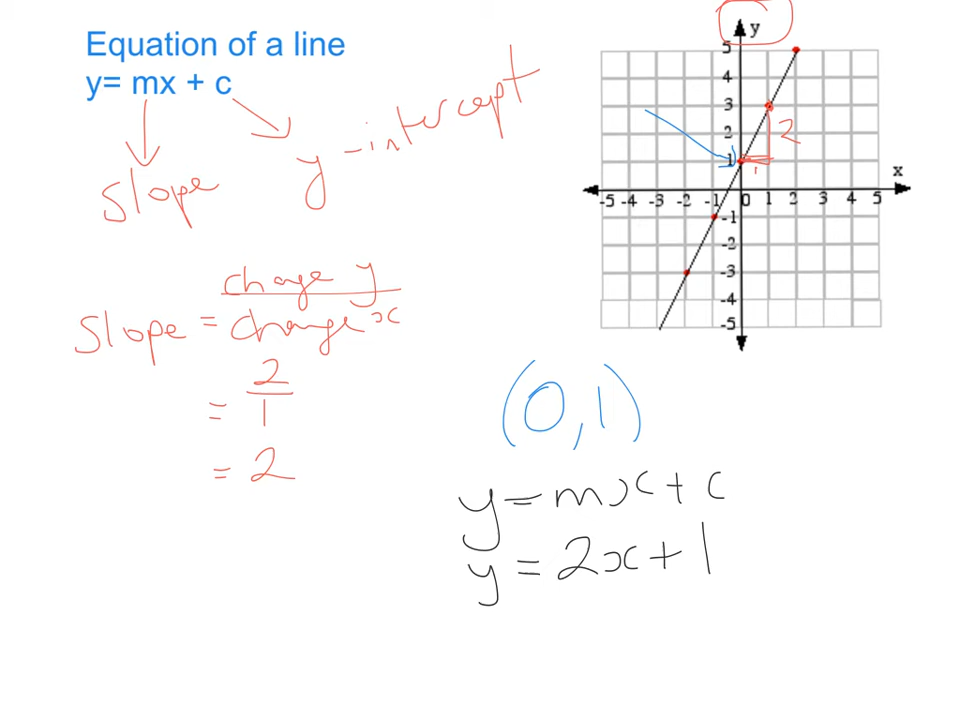 Equation of a line
y= mx + c
slope
y-intercept
slope = change y / change x
= 2/1
= 2
y
5
4
3
2
1
2
1
x
-5 -4 -3 -2 -1 0 1 2 3 4 5
-1
-2
-3
-4
-5
(0,1)
y=mx+c
y=2x+1